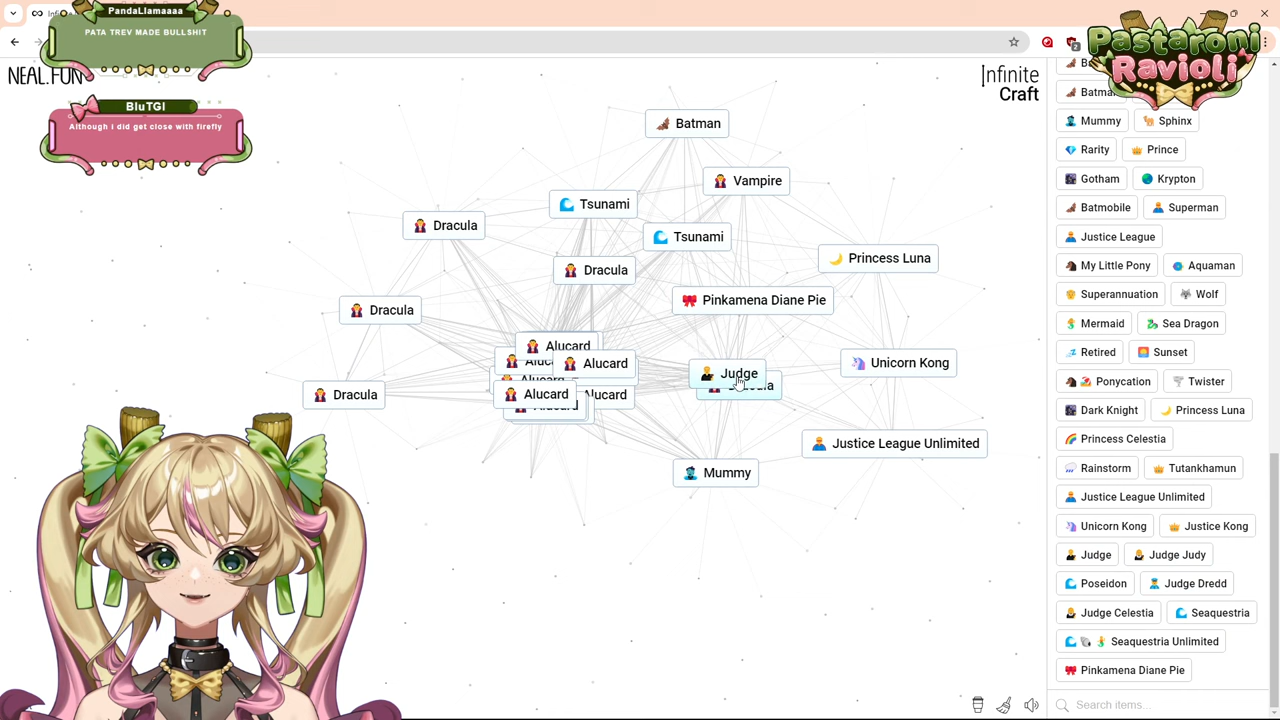 PandaLlamaaaa
PATA TREV MADE BULLSHIT
BluTGI
Although i did get close with firefly
NEAL.FUN
Infinite
Craft
Pastaroni
Ravioli
Batman
Vampire
Tsunami
Dracula
Tsunami
Princess Luna
Dracula
Pinkamena Diane Pie
Dracula
Alucard
Alucard
Judge
Unicorn Kong
Dracula
Alucard
Alucard
Alucard
Justice League Unlimited
Mummy
Mummy
Sphinx
Rarity
Prince
Gotham
Krypton
Batmobile
Superman
Justice League
My Little Pony
Aquaman
Superannuation
Wolf
Mermaid
Sea Dragon
Retired
Sunset
Ponycation
Twister
Dark Knight
Princess Luna
Princess Celestia
Rainstorm
Tutankhamun
Justice League Unlimited
Unicorn Kong
Justice Kong
Judge
Judge Judy
Poseidon
Judge Dredd
Judge Celestia
Seaquestria
Seaquestria Unlimited
Pinkamena Diane Pie
Search items...